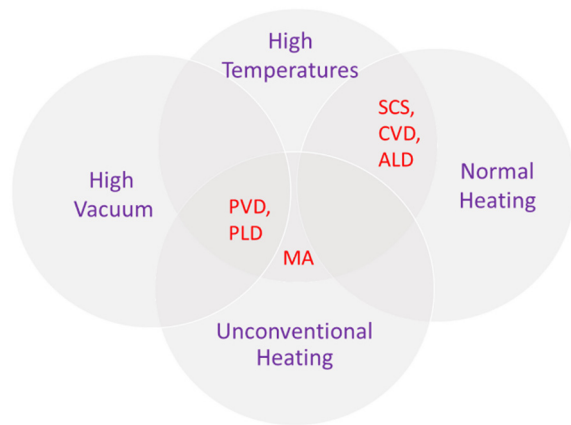 High
Temperatures
SCS,
CVD,
ALD
High
Vacuum
Normal
Heating
PVD,
PLD
MA
Unconventional
Heating